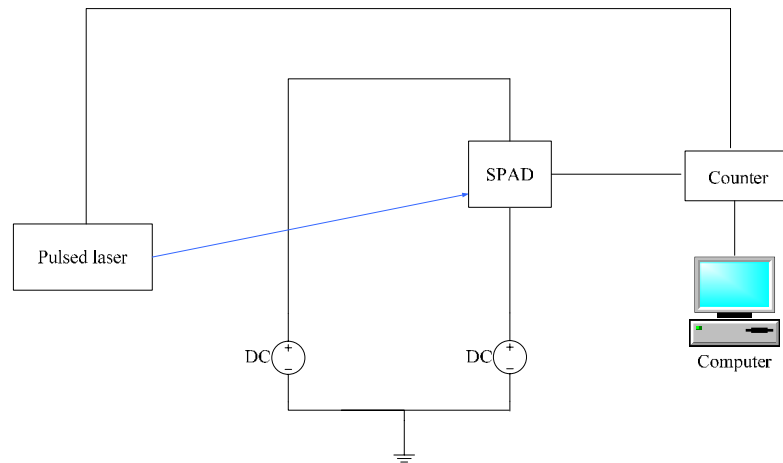 SPAD
Counter
Pulsed laser
DC
+
−
DC
+
−
Computer